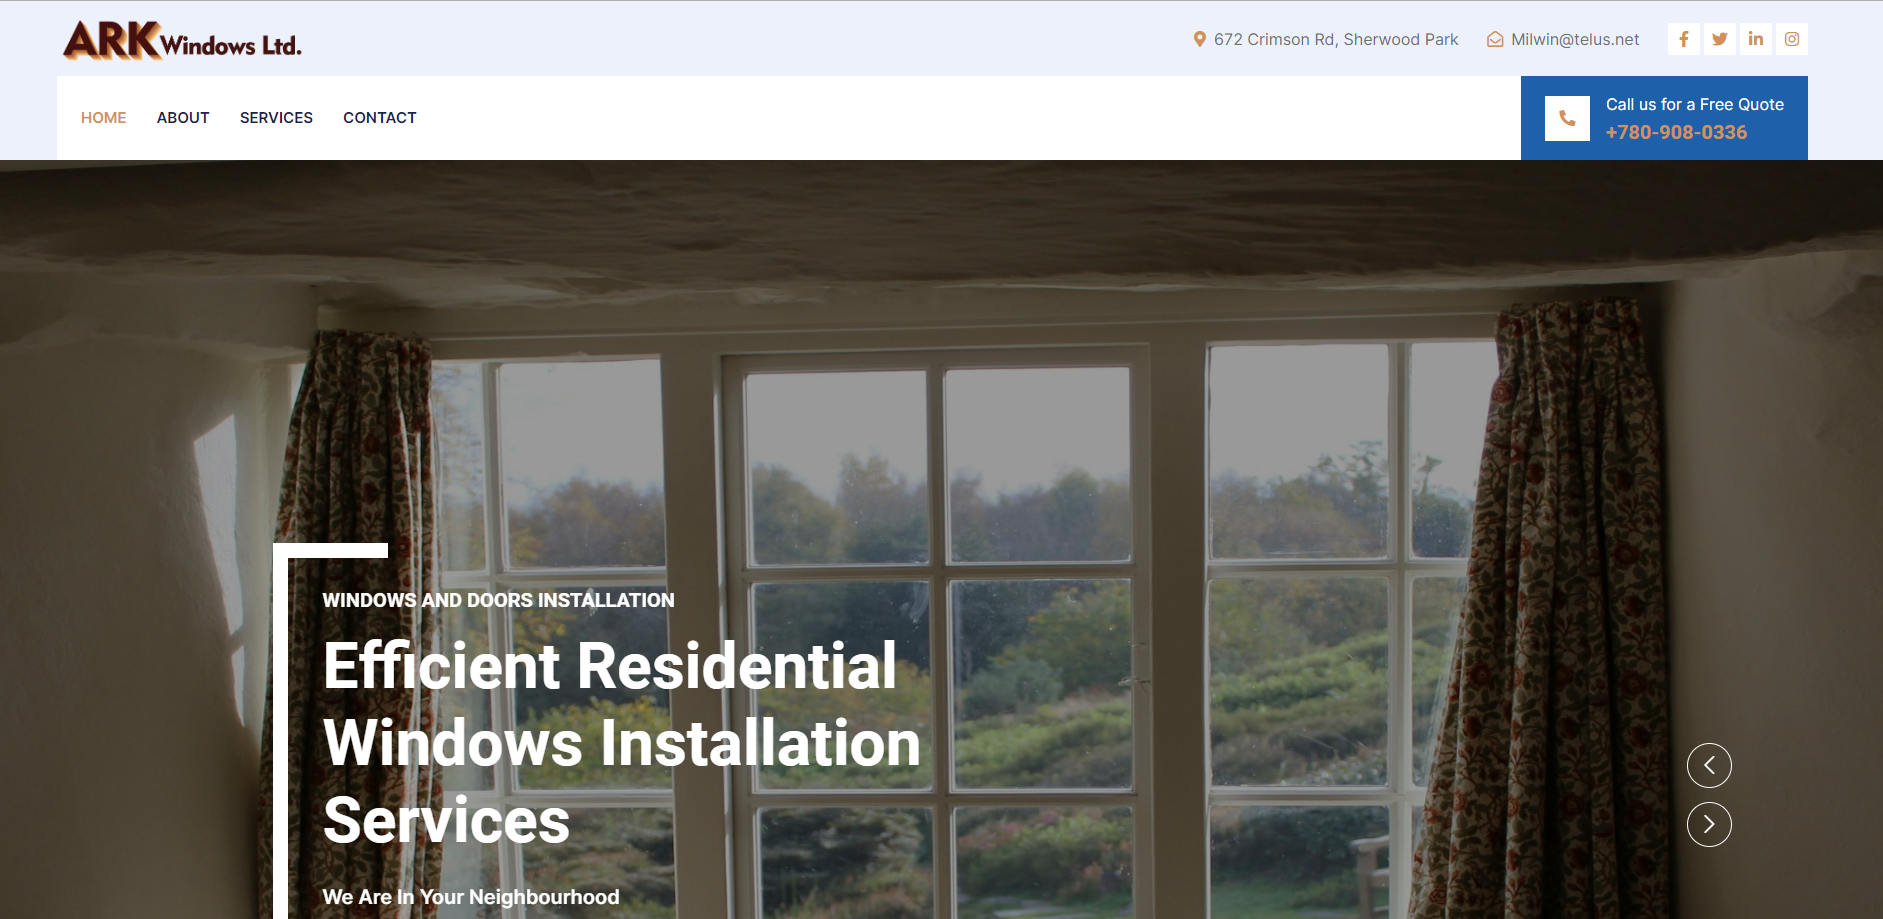 ARK Windows Ltd.
672 Crimson Rd, Sherwood Park
Milwin@telus.net
HOME
ABOUT
SERVICES
CONTACT
Call us for a Free Quote
+780-908-0336
WINDOWS AND DOORS INSTALLATION
Efficient Residential
Windows Installation
Services
We Are In Your Neighbourhood